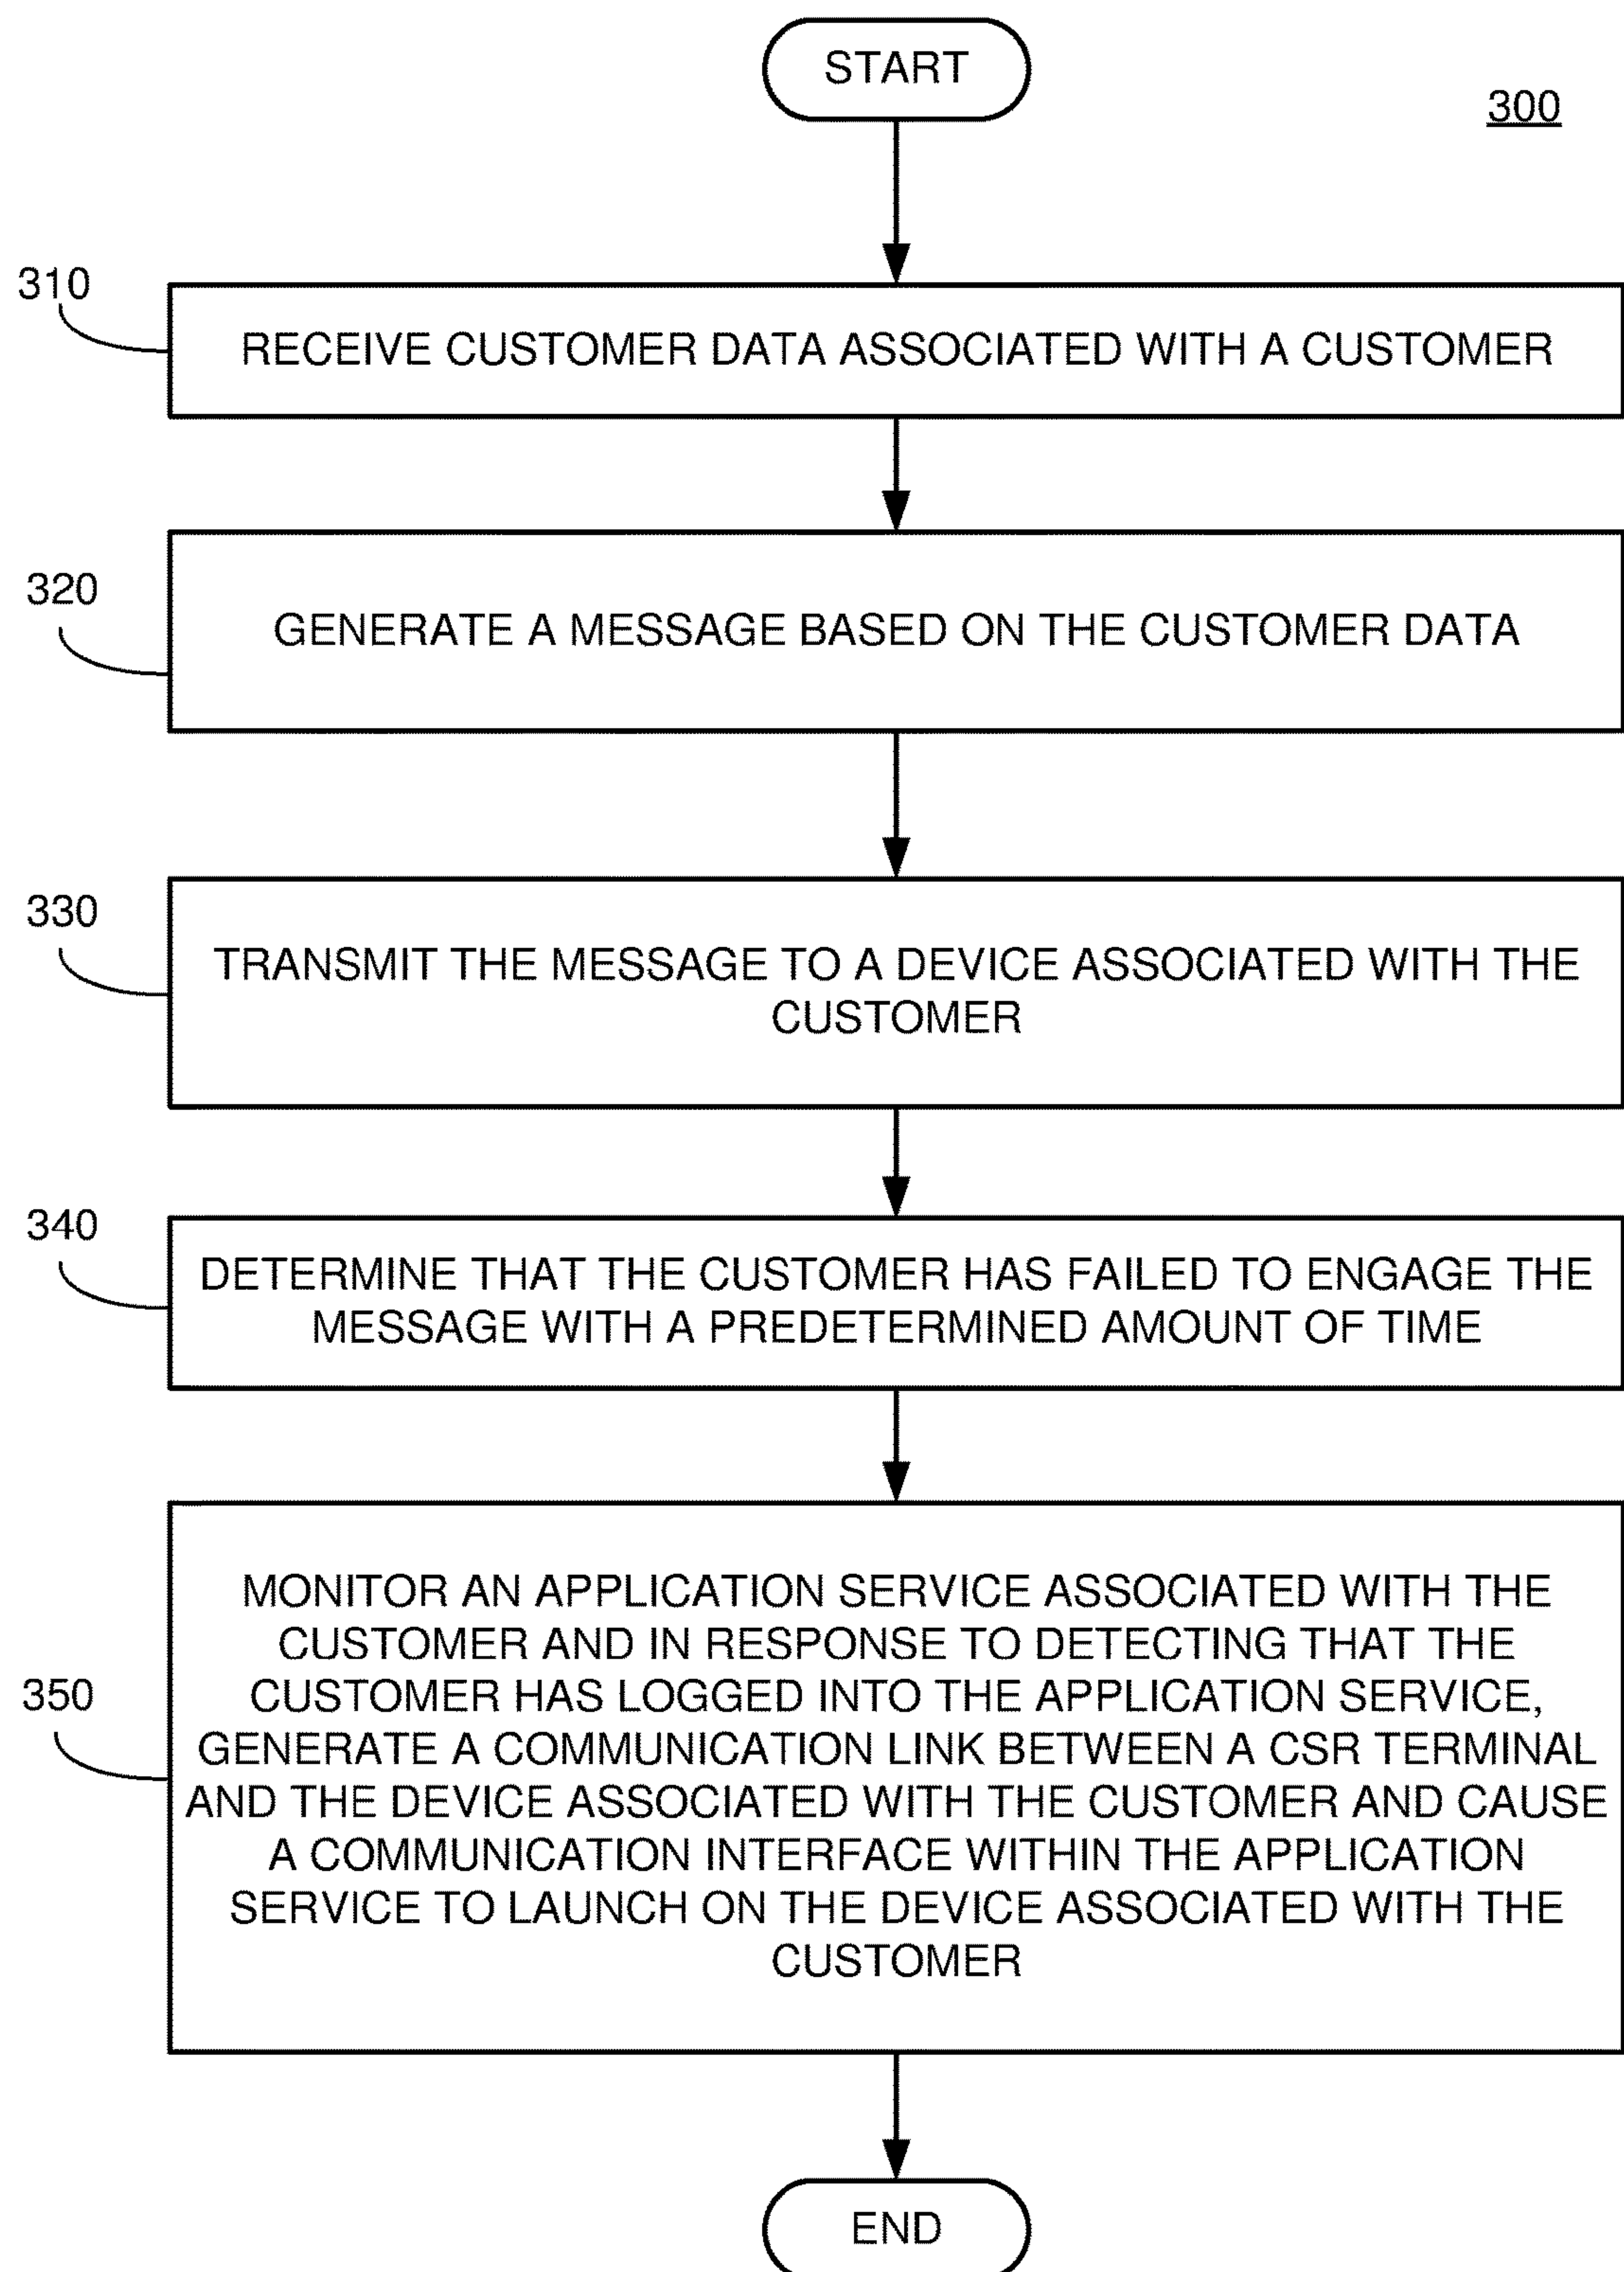 START
300
310
RECEIVE CUSTOMER DATA ASSOCIATED WITH A CUSTOMER
320
GENERATE A MESSAGE BASED ON THE CUSTOMER DATA
330
TRANSMIT THE MESSAGE TO A DEVICE ASSOCIATED WITH THE
CUSTOMER
340
DETERMINE THAT THE CUSTOMER HAS FAILED TO ENGAGE THE
MESSAGE WITH A PREDETERMINED AMOUNT OF TIME
350
MONITOR AN APPLICATION SERVICE ASSOCIATED WITH THE
CUSTOMER AND IN RESPONSE TO DETECTING THAT THE
CUSTOMER HAS LOGGED INTO THE APPLICATION SERVICE,
GENERATE A COMMUNICATION LINK BETWEEN A CSR TERMINAL
AND THE DEVICE ASSOCIATED WITH THE CUSTOMER AND CAUSE
A COMMUNICATION INTERFACE WITHIN THE APPLICATION
SERVICE TO LAUNCH ON THE DEVICE ASSOCIATED WITH THE
CUSTOMER
END